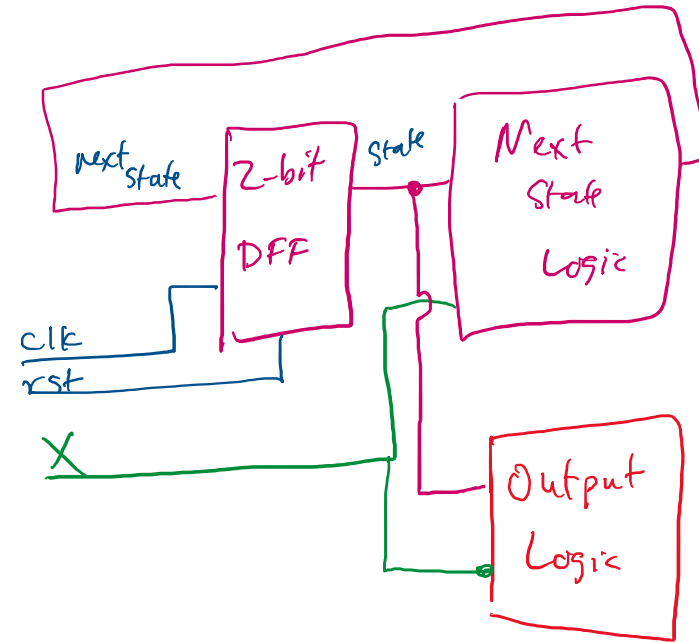 next
state
2-bit
DFF
state
Next
State
Logic
clk
rst
X
Output
Logic